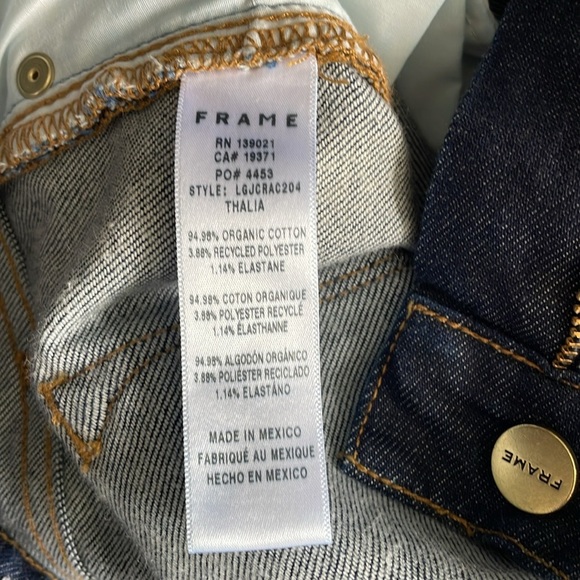 FRAME
RN 139021
CA# 19371
PO# 4453
STYLE: LGJCRAC204
THALIA
94.98% ORGANIC COTTON
3.88% RECYCLED POLYESTER
1.14% ELASTANE
94.98% COTON ORGANIQUE
3.88% POLYESTER RECYCLÉ
1.14% ÉLASTHANNE
94.98% ALGODÓN ORGÁNICO
3.88% POLIÉSTER RECICLADO
1.14% ELASTÁNO
MADE IN MEXICO
FABRIQUÉ AU MEXIQUE
HECHO EN MEXICO
FRAME